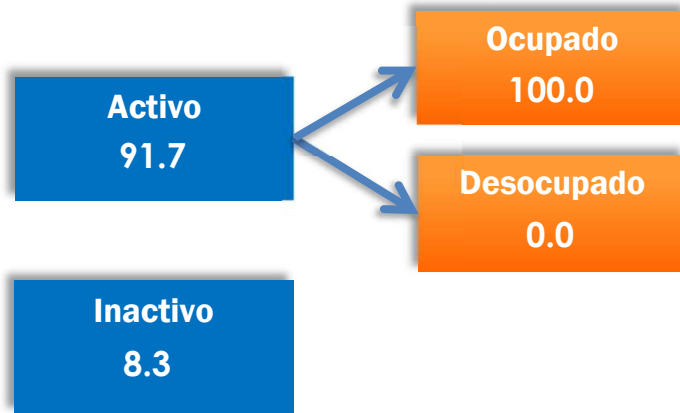 Activo
91.7
Ocupado
100.0
Desocupado
0.0
Inactivo
8.3